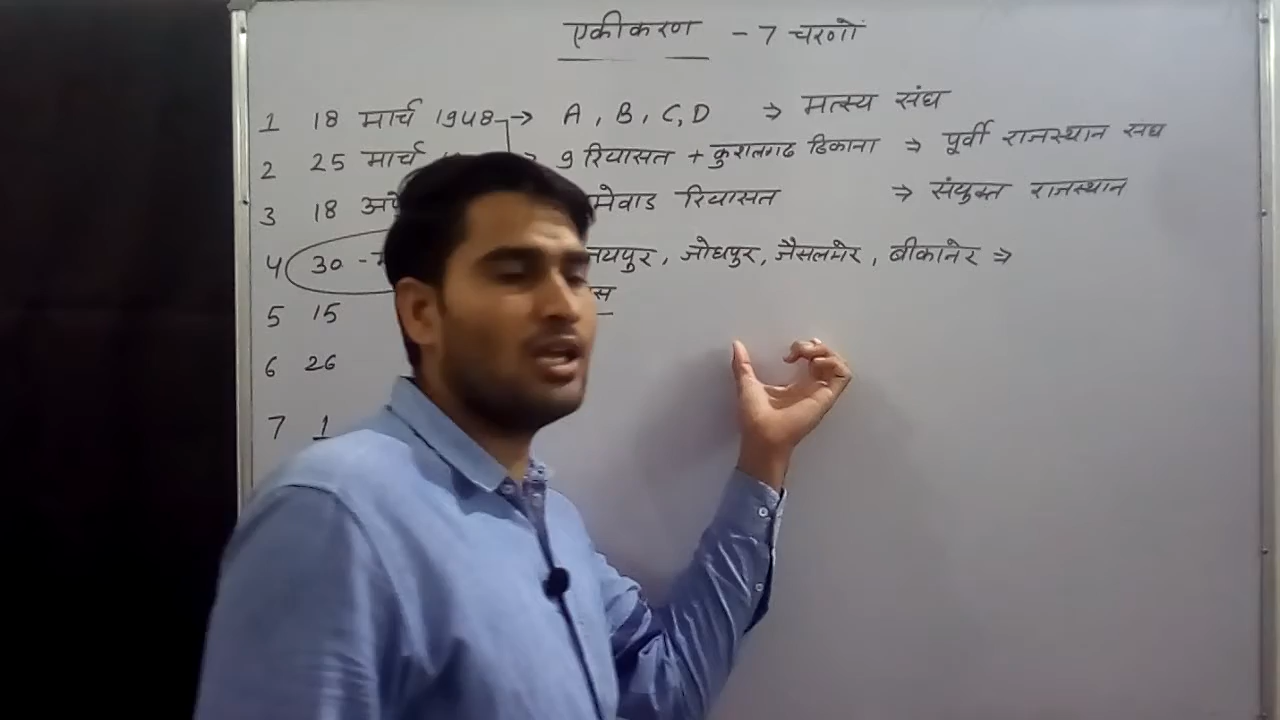 एकीकरण - 7 चरणों
1 18 मार्च 1948 → A, B, C, D ⇒ मत्स्य संघ
2 25 मार्च 9 रियासत + कुशलगढ ठिकाना ⇒ पूर्वी राजस्थान संघ
3 18 मेवाड रियासत ⇒ संयुक्त राजस्थान
4 30 - जयपुर, जोधपुर, जैसलमेर, बीकानेर ⇒
5 15
6 26
7 1